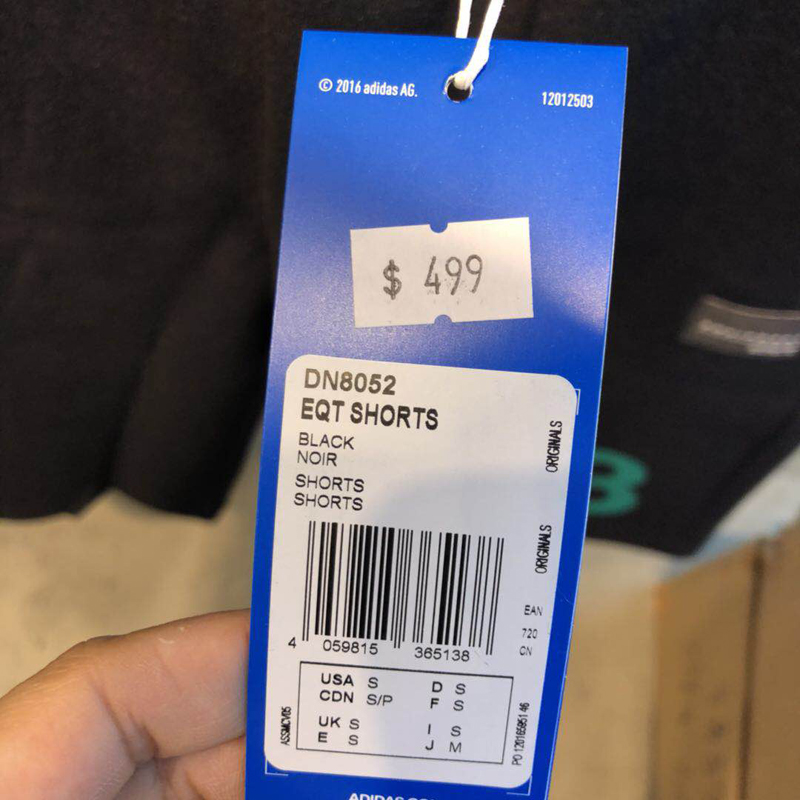 © 2016 adidas AG.
12012503
$ 499
DN8052
EQT SHORTS
BLACK
NOIR
SHORTS
SHORTS
ORIGINALS
ORIGINALS
EAN
720
CN
4 059815 365138
USA S D S
CDN S/P F S
UK S I S
E S J M
8